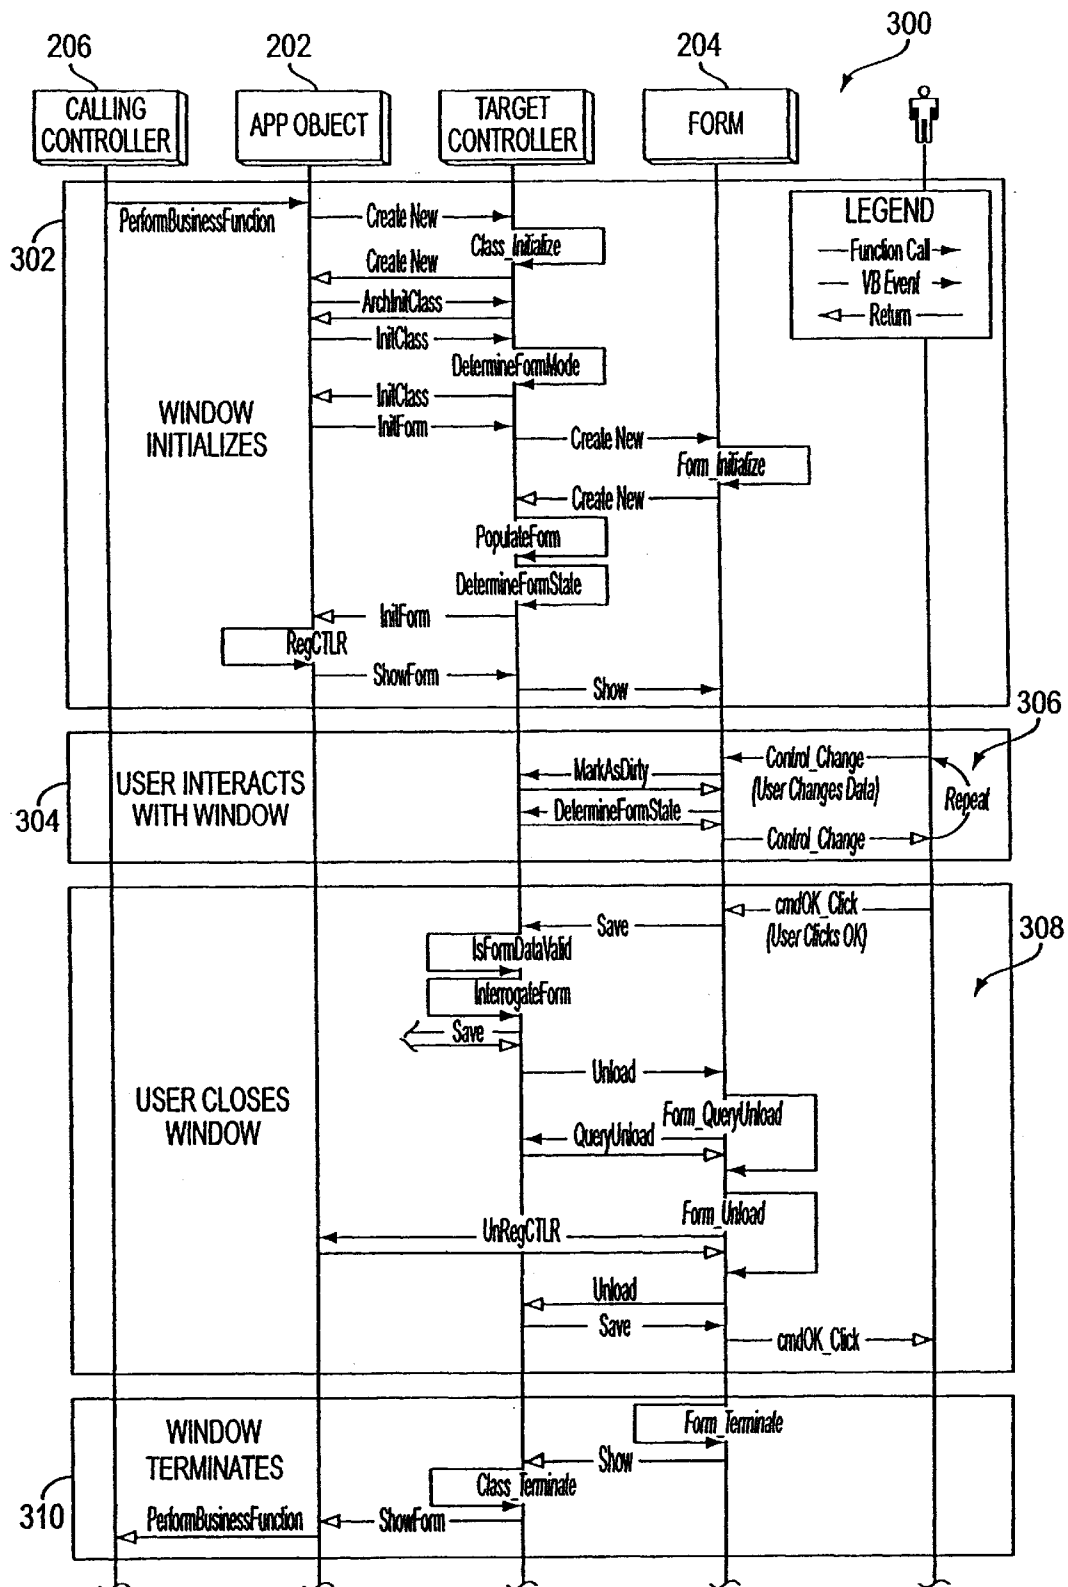 300
206
202
204
CALLING
CONTROLLER
APP OBJECT
TARGET
CONTROLLER
FORM
302
PerformBusinessFunction
Create New
Class_Initialize
Create New
ArchInitClass
InitClass
DetermineFormMode
InitClass
InitForm
Create New
Form_Initialize
Create New
PopulateForm
DetermineFormState
InitForm
RegCTLR
ShowForm
Show
WINDOW
INITIALIZES
LEGEND
Function Call
VB Event
Return
306
304
USER INTERACTS
WITH WINDOW
Control_Change
(User Changes Data)
MarkAsDirty
DetermineFormState
Control_Change
Repeat
308
cmdOK_Click
(User Clicks OK)
Save
IsFormDataValid
InterrogateForm
Save
Unload
Form_QueryUnload
QueryUnload
Form_Unload
UnRegCTLR
Unload
Save
cmdOK_Click
USER CLOSES
WINDOW
310
WINDOW
TERMINATES
Form_Terminate
Show
Class_Terminate
ShowForm
PerformBusinessFunction